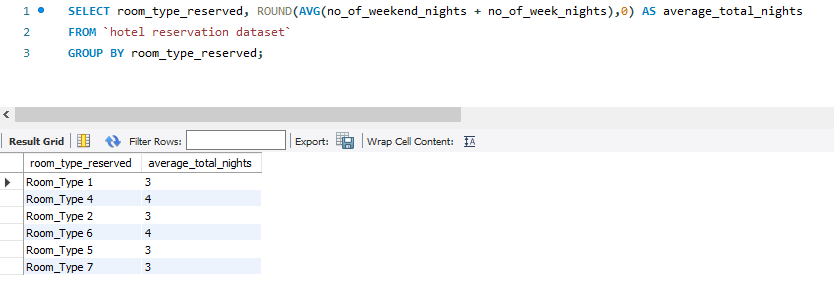 1 SELECT room_type_reserved, ROUND(AVG(no_of_weekend_nights + no_of_week_nights),0) AS average_total_nights
2 FROM `hotel reservation dataset`
3 GROUP BY room_type_reserved;
Result Grid Filter Rows: Export: Wrap Cell Content: IA
room_type_reserved average_total_nights
Room_Type 1 3
Room_Type 4 4
Room_Type 2 3
Room_Type 6 4
Room_Type 5 3
Room_Type 7 3